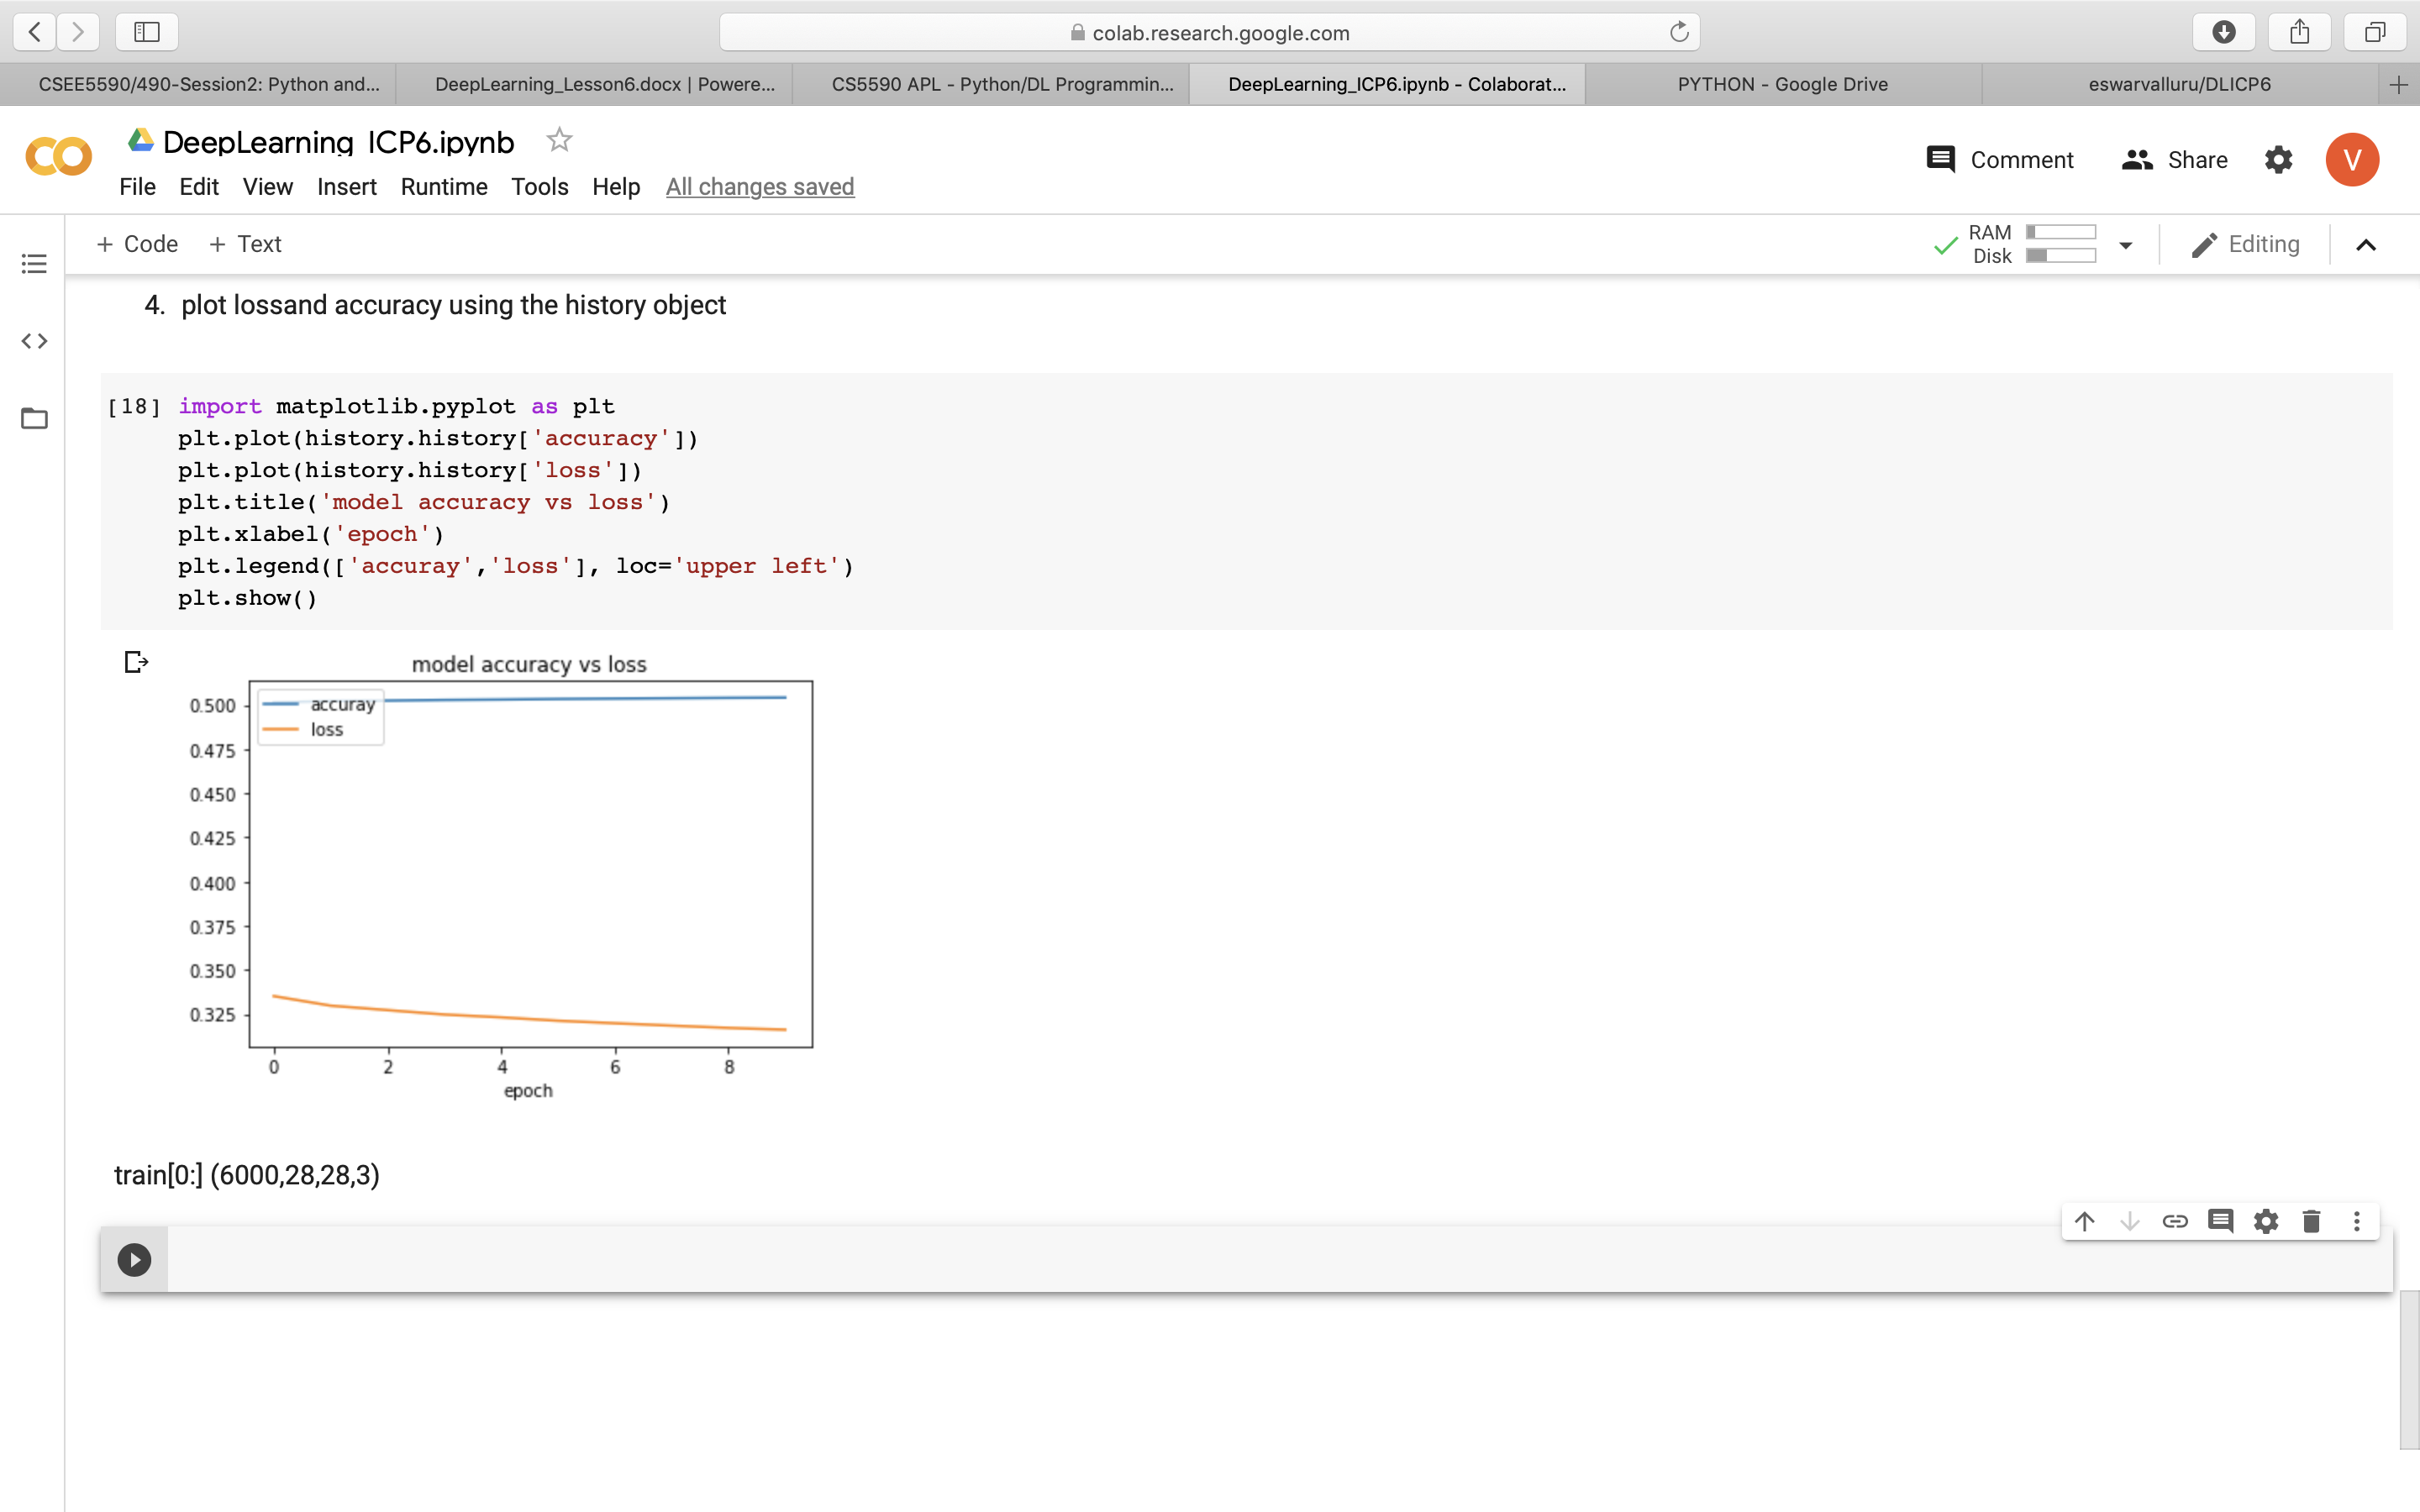 colab.research.google.com
CSEE5590/490-Session2: Python and...
DeepLearning_Lesson6.docx | Powere...
CS5590 APL - Python/DL Programmin...
DeepLearning_ICP6.ipynb - Colaborat...
PYTHON - Google Drive
eswarvalluru/DLICP6
DeepLearning_ICP6.ipynb
Comment
Share
V
File Edit View Insert Runtime Tools Help All changes saved
+ Code + Text
RAM
Disk
Editing
4. plot lossand accuracy using the history object
[18] import matplotlib.pyplot as plt
plt.plot(history.history['accuracy'])
plt.plot(history.history['loss'])
plt.title('model accuracy vs loss')
plt.xlabel('epoch')
plt.legend(['accuray','loss'], loc='upper left')
plt.show()
model accuracy vs loss
accuray
loss
0.500
0.475
0.450
0.425
0.400
0.375
0.350
0.325
0 2 4 6 8
epoch
train[0:] (6000,28,28,3)